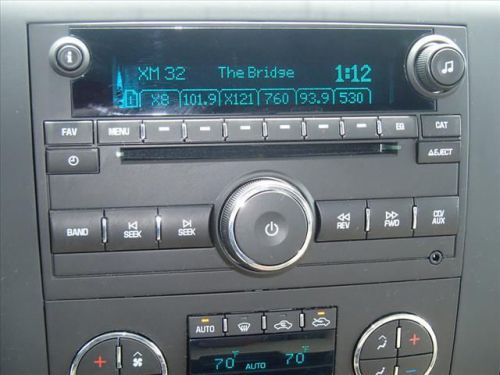 XM 32 The Bridge 1:12
1 X8 101.9 X121 760 93.9 530
FAV MENU EQ CAT
EJECT
BAND SEEK SEEK REV FWD CD/AUX
AUTO
70°F AUTO 70°F